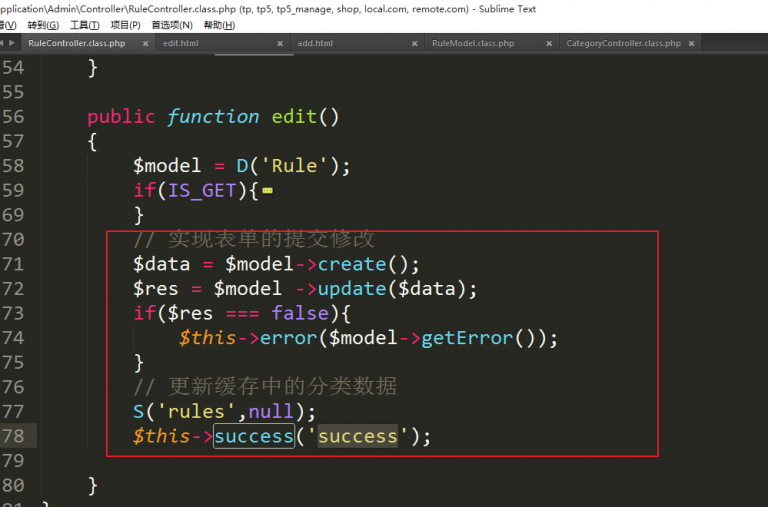 pplication\Admin\Controller\RuleController.class.php (tp, tp5, tp5_manage, shop, local.com, remote.com) - Sublime Text
看(V) 转到(G) 工具(T) 项目(P) 首选项(N) 帮助(H)
RuleController.class.php × edit.html × add.html × RuleModel.class.php × CategoryController.class.php ×
54 }
55
56 public function edit()
57 {
58 $model = D('Rule');
59 if(IS_GET){
69 }
70 // 实现表单的提交修改
71 $data = $model->create();
72 $res = $model ->update($data);
73 if($res === false){
74 $this->error($model->getError());
75 }
76 // 更新缓存中的分类数据
77 S('rules',null);
78 $this->success('success');
79
80 }
81 }